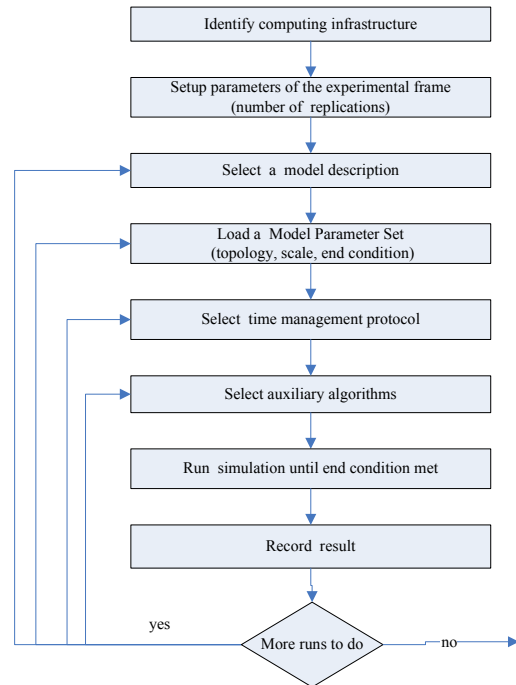 Identify computing infrastructure
Setup parameters of the experimental frame
(number of replications)
Select a model description
Load a Model Parameter Set
(topology, scale, end condition)
Select time management protocol
Select auxiliary algorithms
Run simulation until end condition met
Record result
yes
More runs to do
no